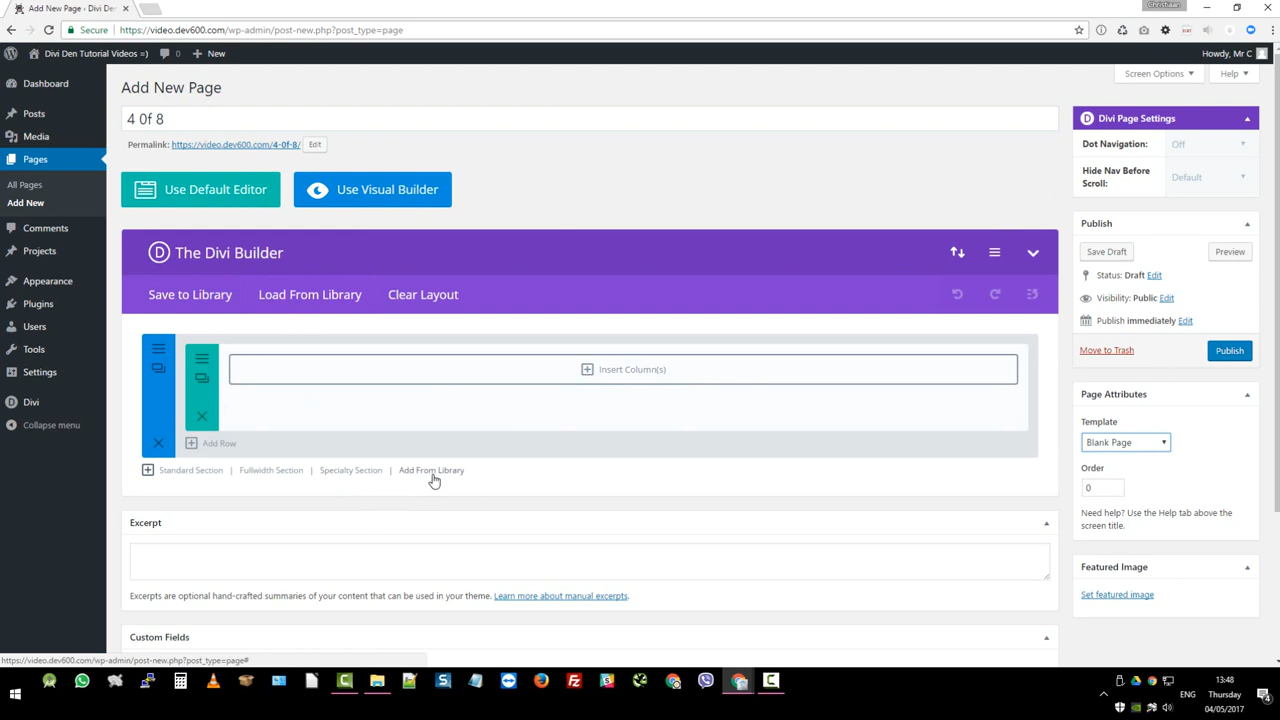 Add New Page ‹ Divi De
Christiaan
Secure
https://video.dev600.com/wp-admin/post-new.php?post_type=page
Divi Den Tutorial Videos =)
New
Howdy, Mr C
Dashboard
Posts
Media
Pages
All Pages
Add New
Comments
Projects
Appearance
Plugins
Users
Tools
Settings
Divi
Collapse menu
Screen Options
Help
Add New Page
4 0f 8
Permalink: https://video.dev600.com/4-0f-8/ Edit
Use Default Editor
Use Visual Builder
D The Divi Builder
Save to Library
Load From Library
Clear Layout
Insert Column(s)
Add Row
Standard Section | Fullwidth Section | Specialty Section | Add From Library
Excerpt
Excerpts are optional hand-crafted summaries of your content that can be used in your theme. Learn more about manual excerpts.
Custom Fields
D Divi Page Settings
Dot Navigation: Off
Hide Nav Before Scroll: Default
Publish
Save Draft
Preview
Status: Draft Edit
Visibility: Public Edit
Publish immediately Edit
Move to Trash
Publish
Page Attributes
Template
Blank Page
Order
0
Need help? Use the Help tab above the
screen title.
Featured Image
Set featured image
https://video.dev600.com/wp-admin/post-new.php?post_type=page#
ENG
13:48
Thursday
04/05/2017
4